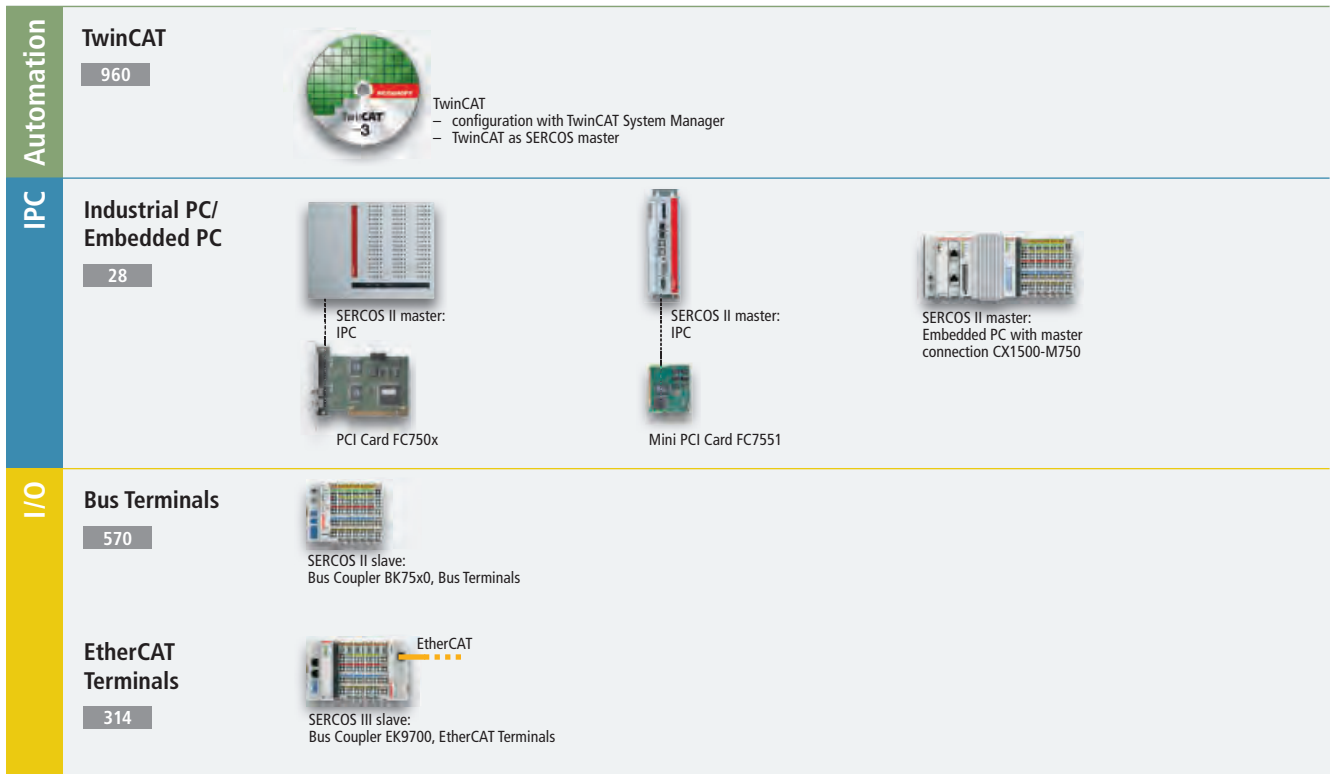 Automation
TwinCAT
960
TwinCAT
3
TwinCAT
– configuration with TwinCAT System Manager
– TwinCAT as SERCOS master
IPC
Industrial PC/
Embedded PC
28
SERCOS II master:
IPC
PCI Card FC750x
SERCOS II master:
IPC
Mini PCI Card FC7551
SERCOS II master:
Embedded PC with master
connection CX1500-M750
I/O
Bus Terminals
570
SERCOS II slave:
Bus Coupler BK75x0, Bus Terminals
EtherCAT
Terminals
314
EtherCAT
SERCOS III slave:
Bus Coupler EK9700, EtherCAT Terminals